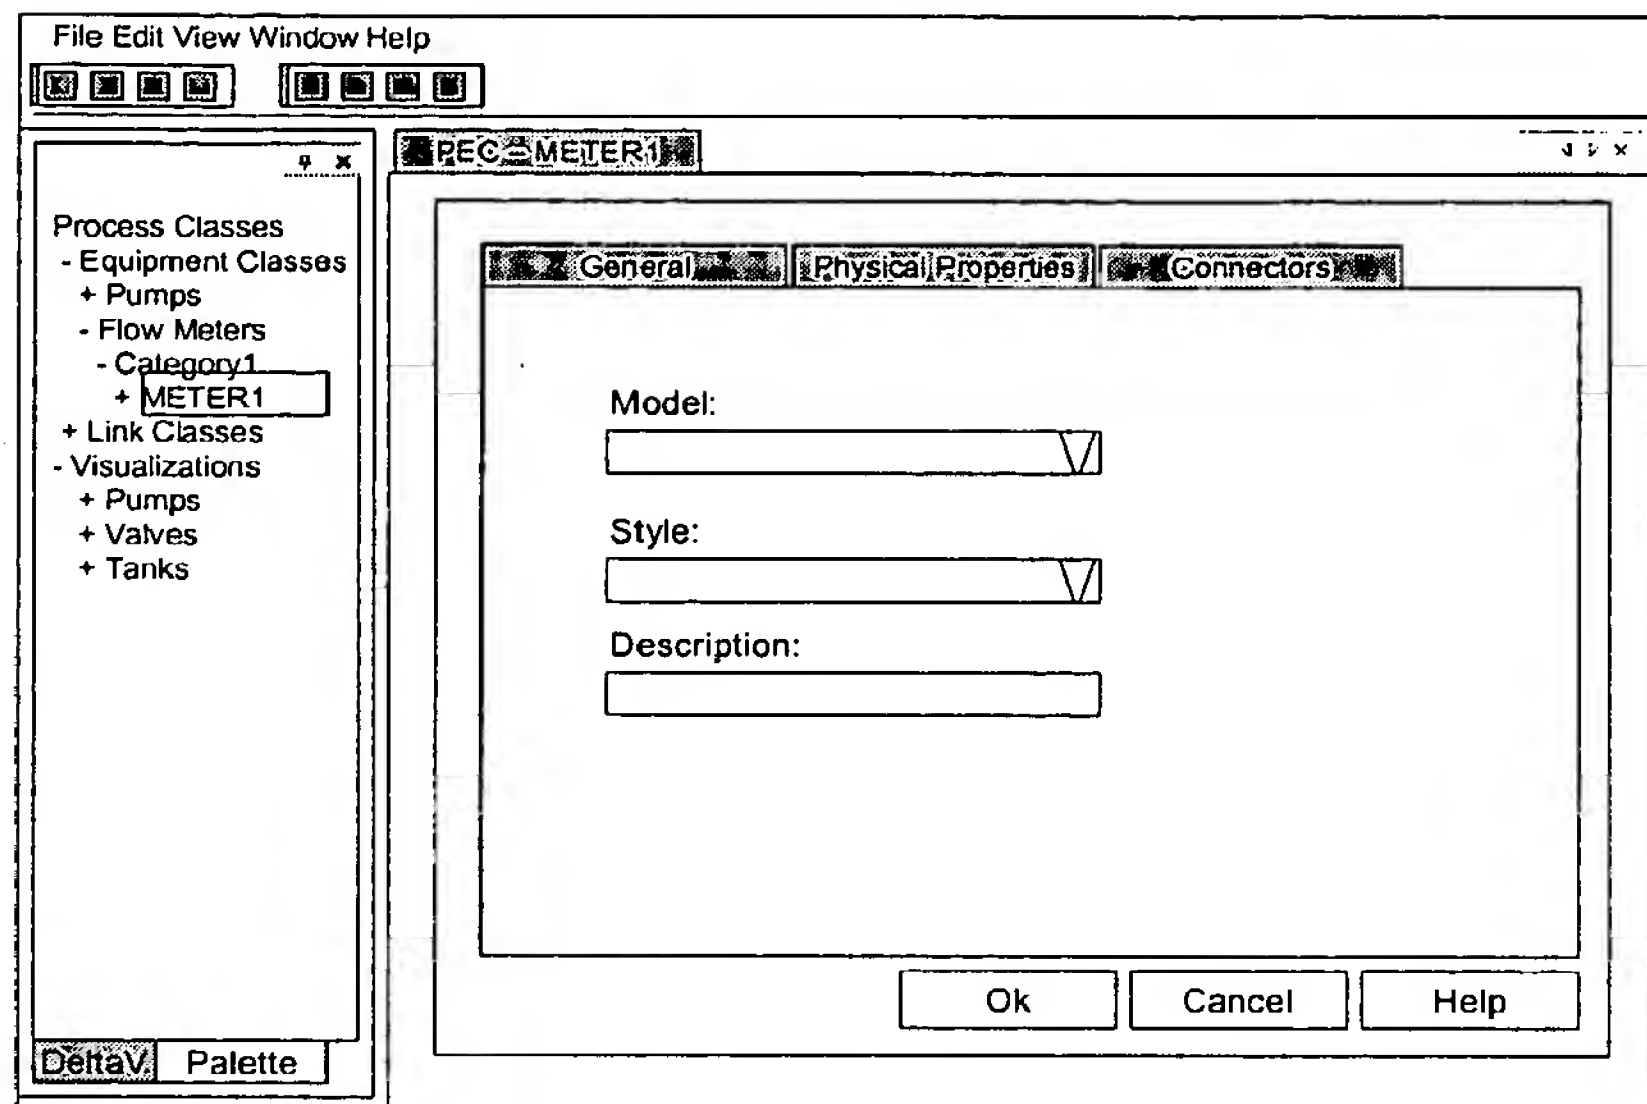 File Edit View Window Help
PEC – METER1
Process Classes
- Equipment Classes
+ Pumps
- Flow Meters
- Category1
+ METER1
+ Link Classes
- Visualizations
+ Pumps
+ Valves
+ Tanks
DeltaV Palette
General Physical Properties Connectors
Model:
Style:
Description:
Ok Cancel Help